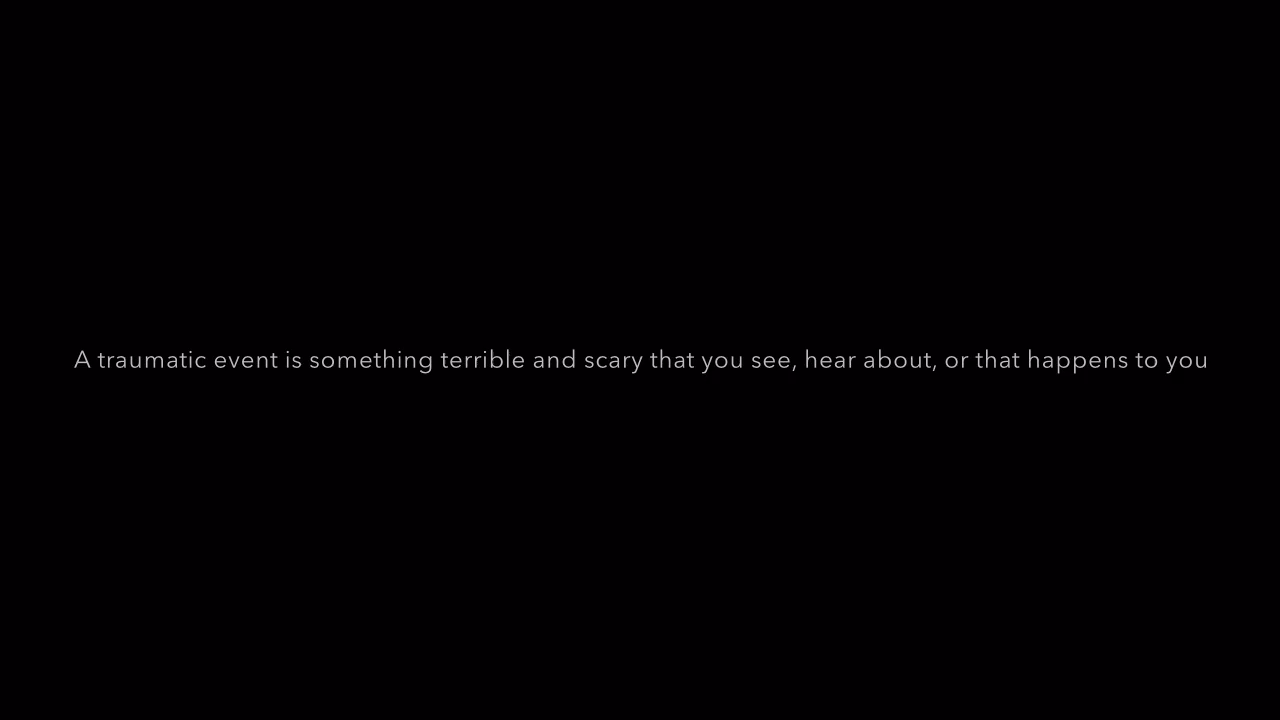 A traumatic event is something terrible and scary that you see, hear about, or that happens to you